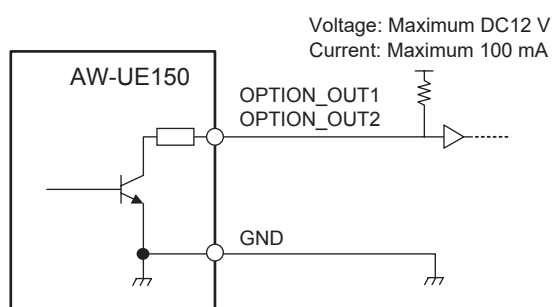 Voltage: Maximum DC12 V
Current: Maximum 100 mA
AW-UE150
OPTION_OUT1
OPTION_OUT2
GND